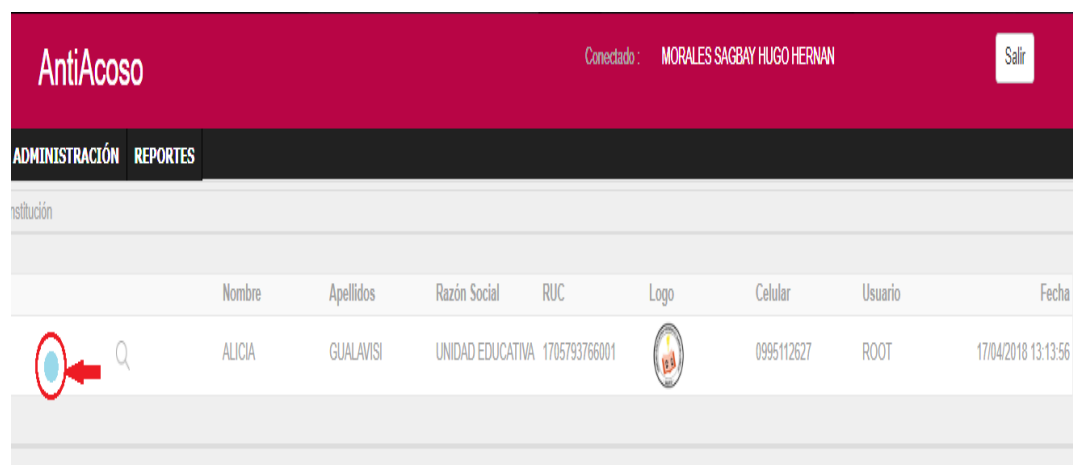 AntiAcoso Conectado : MORALES SAGBAY HUGO HERNAN Salir
ADMINISTRACIÓN REPORTES
nstitución
Nombre Apellidos Razón Social RUC Logo Celular Usuario Fecha
ALICIA GUALAVISI UNIDAD EDUCATIVA 1705793766001 0995112627 ROOT 17/04/2018 13:13:56